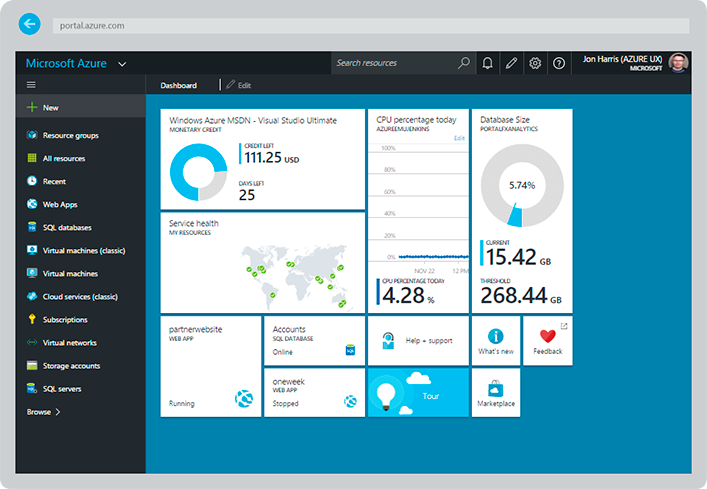 portal.azure.com
Microsoft Azure
Search resources
Jon Harris (AZURE UX)
MICROSOFT
Dashboard
Edit
New
Resource groups
All resources
Recent
Web Apps
SQL databases
Virtual machines (classic)
Virtual machines
Cloud services (classic)
Subscriptions
Virtual networks
Storage accounts
SQL servers
Browse
Windows Azure MSDN - Visual Studio Ultimate
MONETARY CREDIT
CREDIT LEFT
111.25 USD
DAYS LEFT
25
CPU percentage today
AZUREEMUJENKINS
Edit
100%
80%
60%
40%
20%
0%
NOV 22
12 PM
CPU PERCENTAGE TODAY
4.28 %
Database Size
PORTALFXANALYTICS
5.74%
CURRENT
15.42 GB
THRESHOLD
268.44 GB
Service health
MY RESOURCES
partnerwebsite
WEB APP
Running
Accounts
SQL DATABASE
Online
SQL
Help + support
What's new
Feedback
oneweek
WEB APP
Stopped
Tour
Marketplace